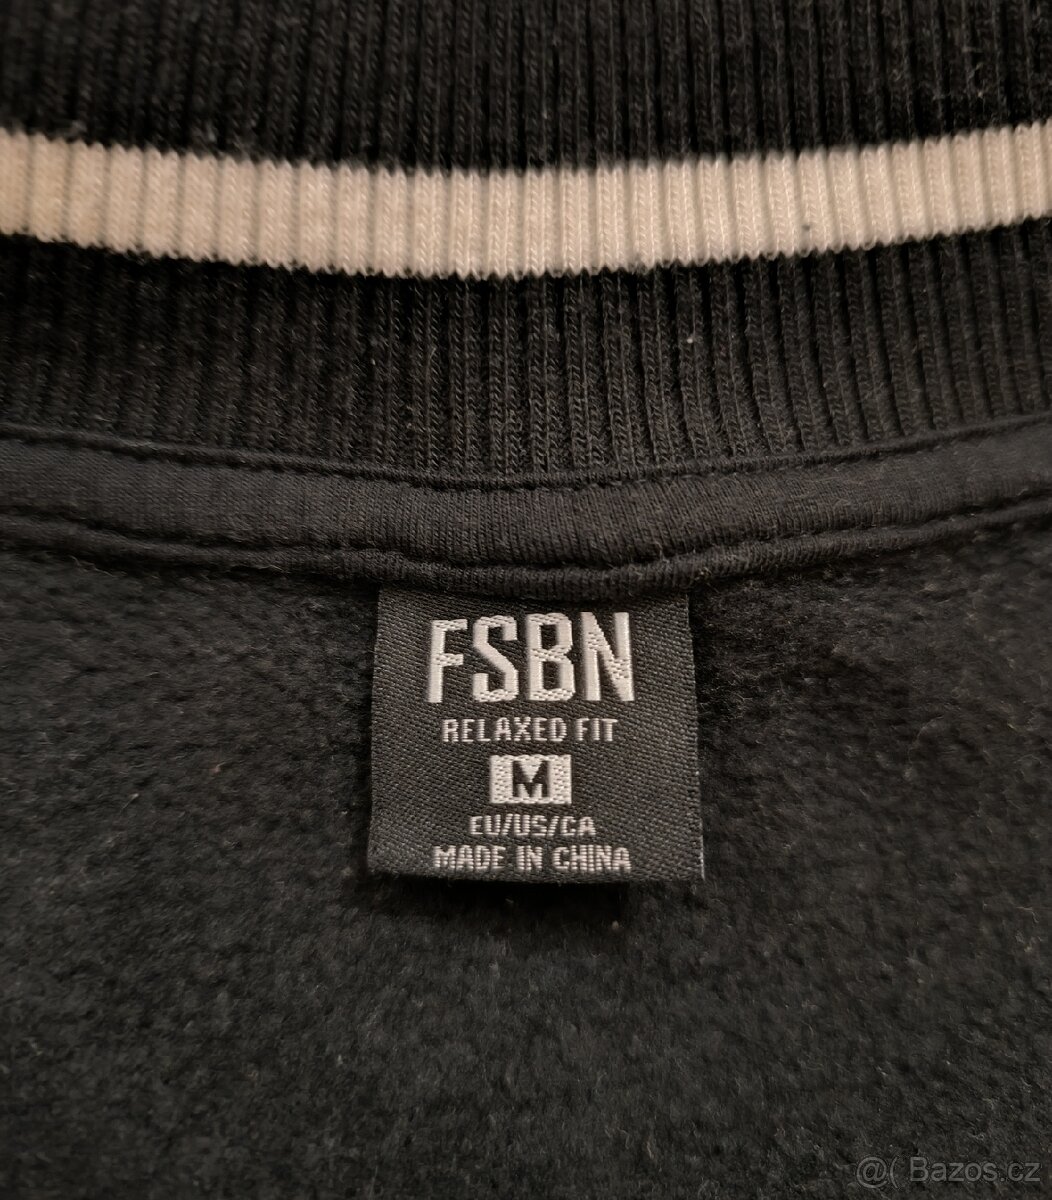 FSBN
RELAXED FIT
M
EU/US/CA
MADE IN CHINA
@( Bazos.cz